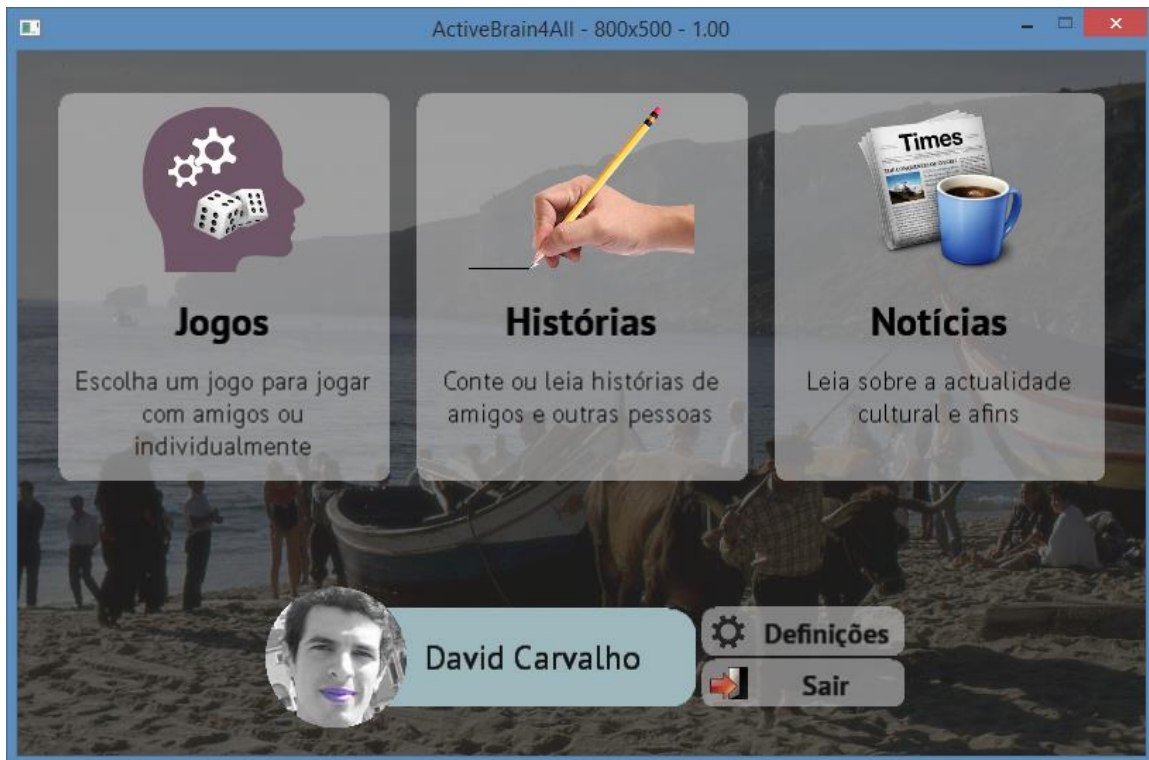 ActiveBrain4All - 800x500 - 1.00
Times
Jogos
Escolha um jogo para jogar
com amigos ou
individualmente
Histórias
Conte ou leia histórias de
amigos e outras pessoas
Notícias
Leia sobre a actualidade
cultural e afins
David Carvalho
Definições
Sair